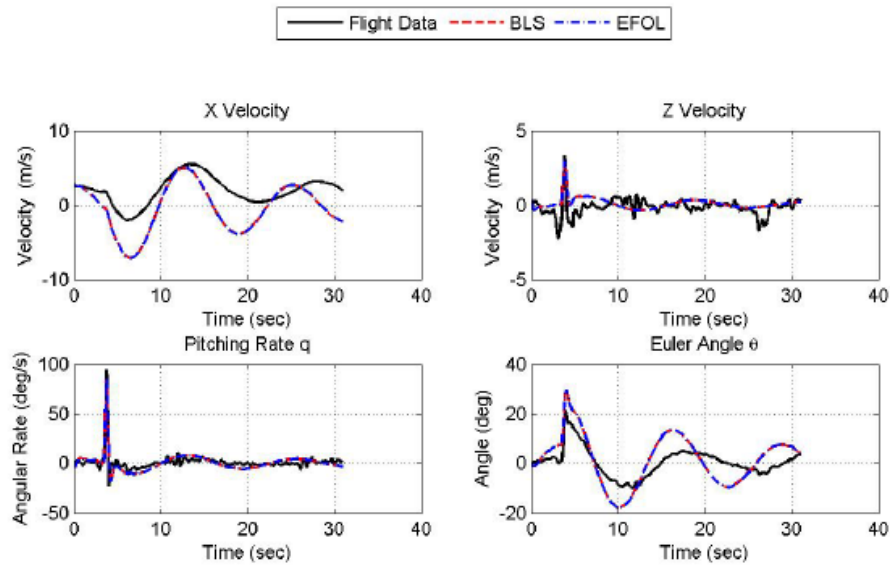 Flight Data BLS EFOL
X Velocity
10
5
0
-5
-10
Velocity (m/s)
0 10 20 30 40
Time (sec)
Z Velocity
5
0
-5
Velocity (m/s)
0 10 20 30 40
Time (sec)
Pitching Rate q
100
50
0
-50
Angular Rate (deg/s)
0 10 20 30 40
Time (sec)
Euler Angle θ
40
20
0
-20
Angle (deg)
0 10 20 30 40
Time (sec)